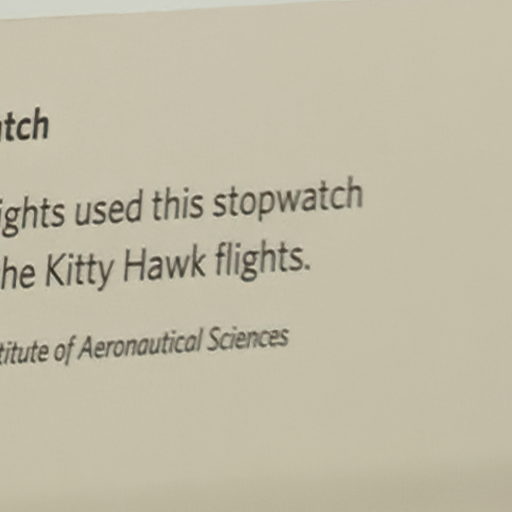 tch
ights used this stopwatch
he Kitty Hawk flights.
titute of Aeronautical Sciences